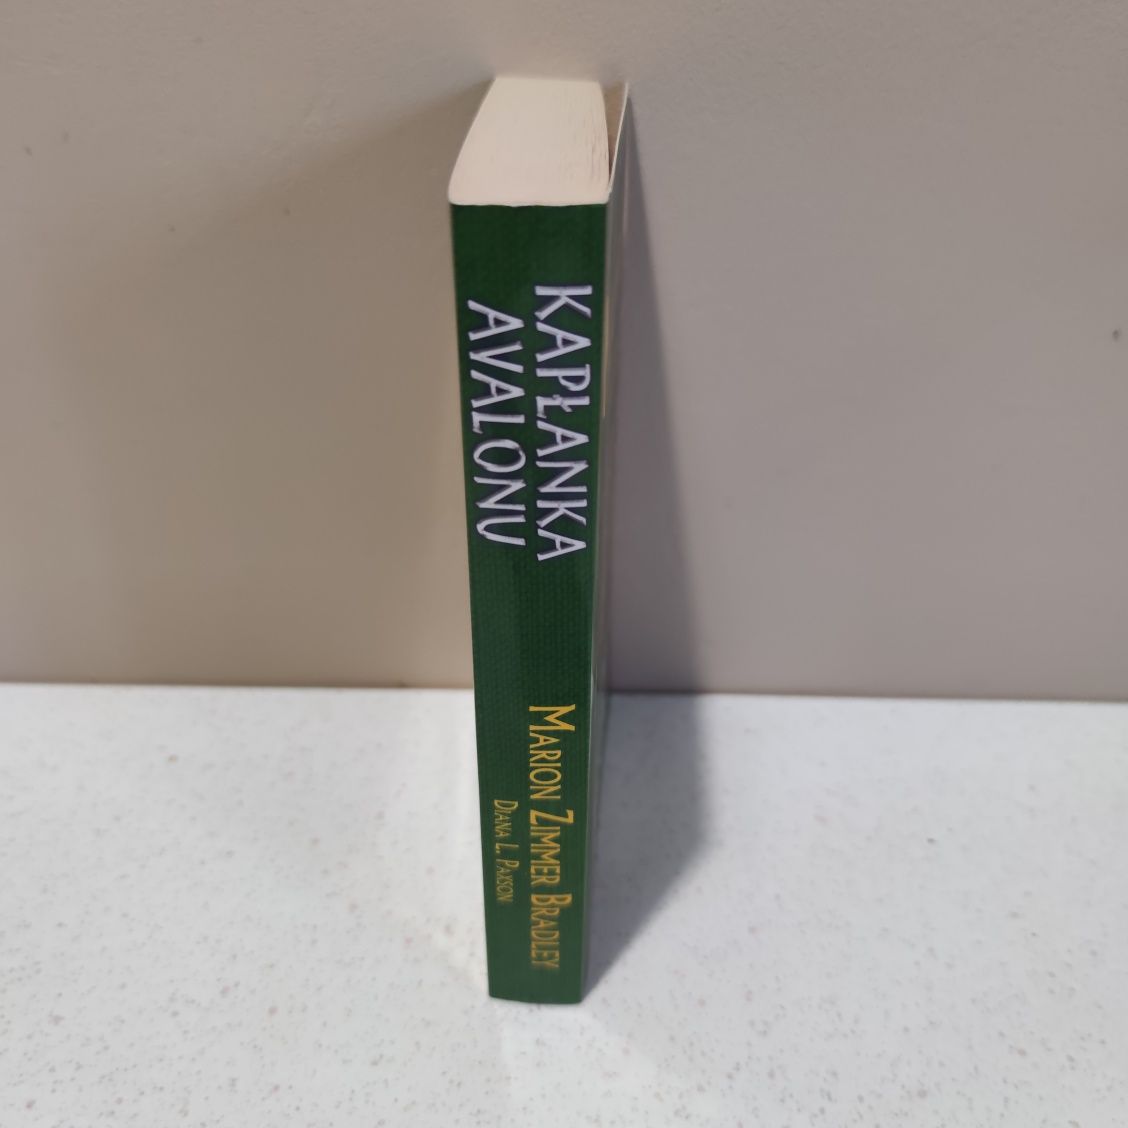 KAPŁANKA
AVALONU
MARION ZIMMER BRADLEY
DIANA L. PAXSON